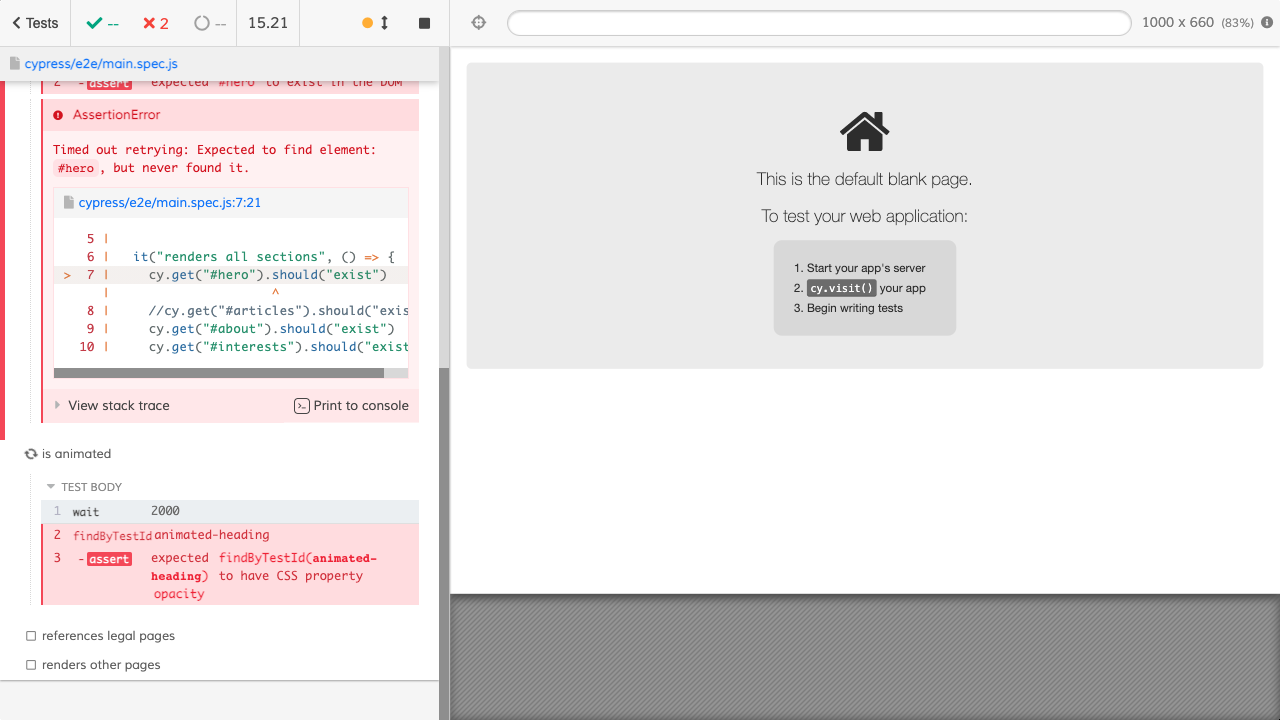 Tests
--
2
--
15.21
1000 x 660 (83%)
cypress/e2e/main.spec.js
2 - assert expected #hero to exist in the DOM
AssertionError
Timed out retrying: Expected to find element:
#hero , but never found it.
cypress/e2e/main.spec.js:7:21
5 |
6 | it("renders all sections", () => {
> 7 | cy.get("#hero").should("exist")
| ^
8 | //cy.get("#articles").should("exis
9 | cy.get("#about").should("exist")
10 | cy.get("#interests").should("exist
View stack trace
Print to console
is animated
TEST BODY
1 wait 2000
2 findByTestId animated-heading
3 - assert expected findByTestId(animated-
heading) to have CSS property
opacity
references legal pages
renders other pages
This is the default blank page.
To test your web application:
1. Start your app's server
2. cy.visit() your app
3. Begin writing tests